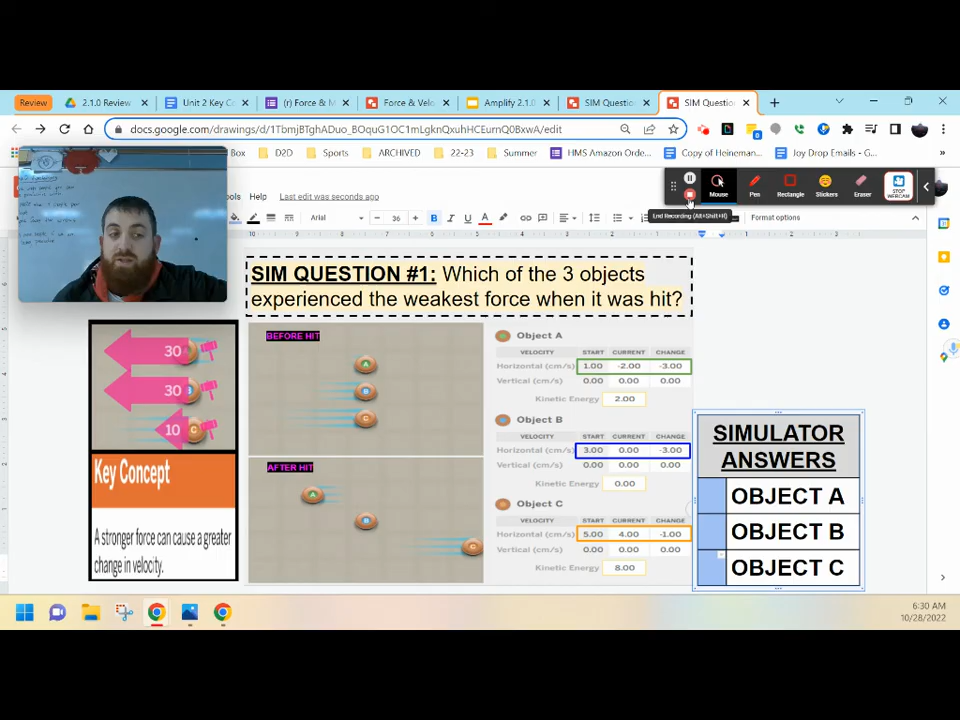 Review
2.1.0 Review
Unit 2 Key C
(r) Force & M
Force & Velo
Amplify 2.1.0
SIM Questio
SIM Questio
docs.google.com/drawings/d/1TbmjBTghADuo_BOquG1OC1mLgknQxuhHCEurnQ0BxwA/edit
Box
D2D
Sports
ARCHIVED
22-23
Summer
HMS Amazon Orde...
Copy of Heineman
Joy Drop Emails - G...
Mouse
Pen
Rectangle
Stickers
Eraser
STOP WEBCAM
End Recording (Alt+Shift+H)
ools
Help
Last edit was seconds ago
Arial
36
Format options
SIM QUESTION #1: Which of the 3 objects
experienced the weakest force when it was hit?
30
30
10
Key Concept
A stronger force can cause a greater
change in velocity.
BEFORE HIT
A
B
C
AFTER HIT
A
B
C
Object A
VELOCITY START CURRENT CHANGE
Horizontal (cm/s) 1.00 -2.00 -3.00
Vertical (cm/s) 0.00 0.00 0.00
Kinetic Energy 2.00
Object B
VELOCITY START CURRENT CHANGE
Horizontal (cm/s) 3.00 0.00 -3.00
Vertical (cm/s) 0.00 0.00 0.00
Kinetic Energy 0.00
Object C
VELOCITY START CURRENT CHANGE
Horizontal (cm/s) 5.00 4.00 -1.00
Vertical (cm/s) 0.00 0.00 0.00
Kinetic Energy 8.00
SIMULATOR
ANSWERS
OBJECT A
OBJECT B
OBJECT C
6:30 AM
10/28/2022